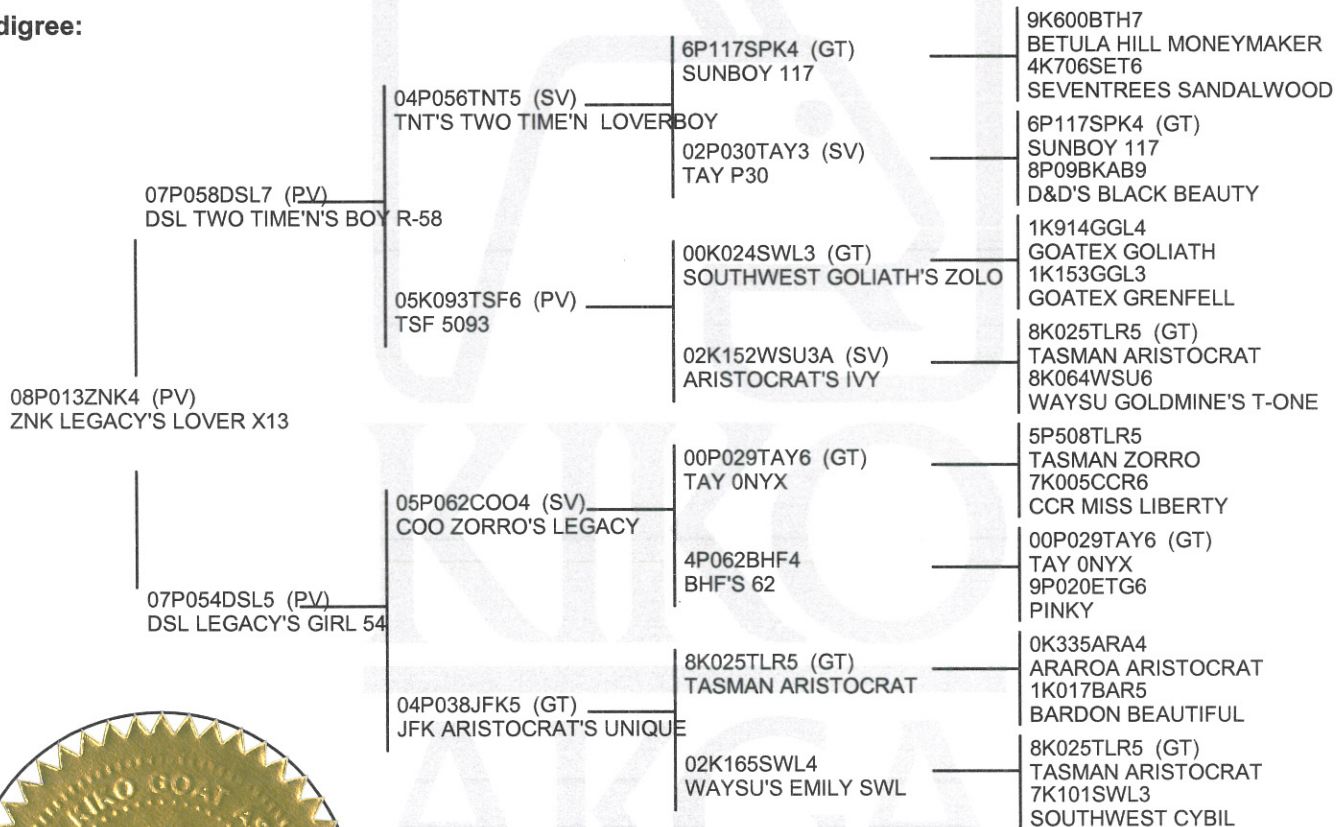 digree:
08P013ZNK4 (PV)
ZNK LEGACY'S LOVER X13
07P058DSL7 (PV)
DSL TWO TIME'N'S BOY R-58
07P054DSL5 (PV)
DSL LEGACY'S GIRL 54
04P056TNT5 (SV)
TNT'S TWO TIME'N LOVERBOY
05K093TSF6 (PV)
TSF 5093
05P062COO4 (SV)
COO ZORRO'S LEGACY
04P038JFK5 (GT)
JFK ARISTOCRAT'S UNIQUE
6P117SPK4 (GT)
SUNBOY 117
02P030TAY3 (SV)
TAY P30
00K024SWL3 (GT)
SOUTHWEST GOLIATH'S ZOLO
02K152WSU3A (SV)
ARISTOCRAT'S IVY
00P029TAY6 (GT)
TAY 0NYX
4P062BHF4
BHF'S 62
8K025TLR5 (GT)
TASMAN ARISTOCRAT
02K165SWL4
WAYSU'S EMILY SWL
9K600BTH7
BETULA HILL MONEYMAKER
4K706SET6
SEVENTREES SANDALWOOD
6P117SPK4 (GT)
SUNBOY 117
8P09BKAB9
D&D'S BLACK BEAUTY
1K914GGL4
GOATEX GOLIATH
1K153GGL3
GOATEX GRENFELL
8K025TLR5 (GT)
TASMAN ARISTOCRAT
8K064WSU6
WAYSU GOLDMINE'S T-ONE
5P508TLR5
TASMAN ZORRO
7K005CCR6
CCR MISS LIBERTY
00P029TAY6 (GT)
TAY 0NYX
9P020ETG6
PINKY
0K335ARA4
ARAROA ARISTOCRAT
1K017BAR5
BARDON BEAUTIFUL
8K025TLR5 (GT)
TASMAN ARISTOCRAT
7K101SWL3
SOUTHWEST CYBIL
KIKO
AKGA
KIKO GOAT AS